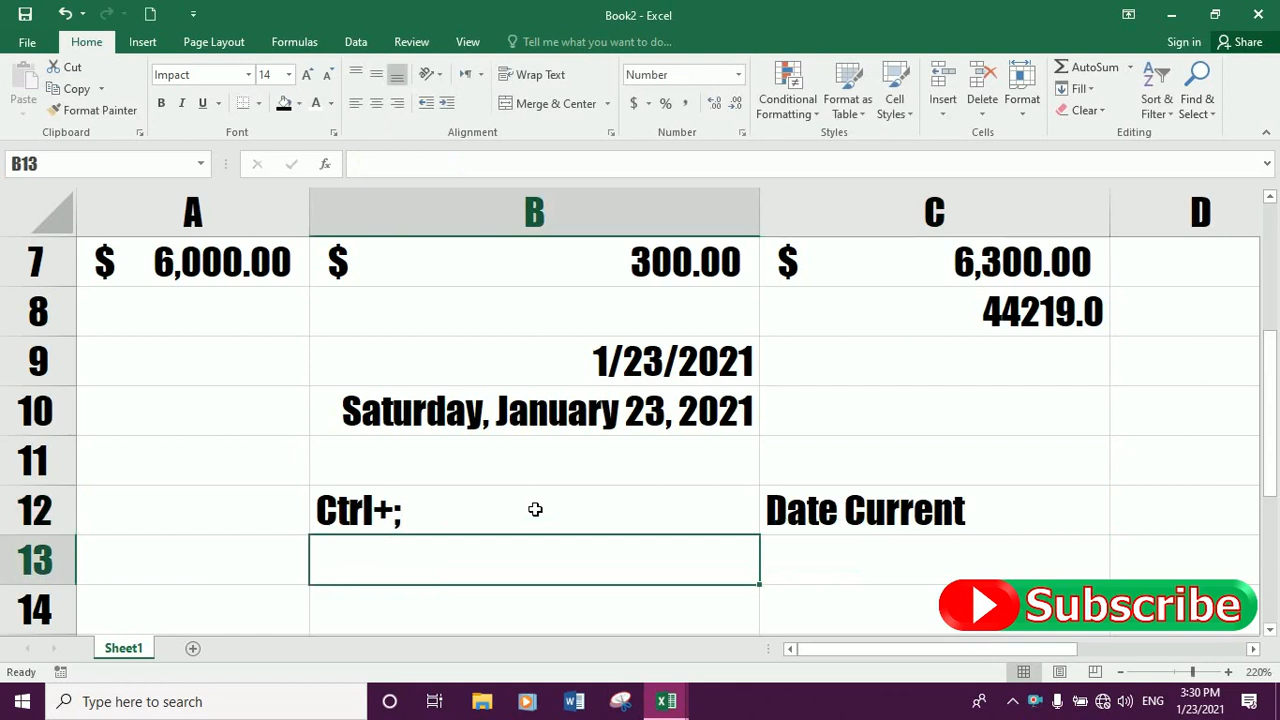 Book2 - Excel
File Home Insert Page Layout Formulas Data Review View Tell me what you want to do... Sign in Share
Paste Cut Copy Format Painter Clipboard
Impact 14 B I U A Font
Wrap Text Merge & Center Alignment
Number $ % , Number
Conditional Formatting Format as Table Cell Styles Styles
Insert Delete Format Cells
AutoSum Fill Clear Sort & Filter Find & Select Editing
B13 fx
A B C D
7 $ 6,000.00 $ 300.00 $ 6,300.00
8 44219.0
9 1/23/2021
10 Saturday, January 23, 2021
11
12 Ctrl+; Date Current
13
14
Subscribe
Sheet1
Ready 220%
Type here to search ENG 3:30 PM
1/23/2021